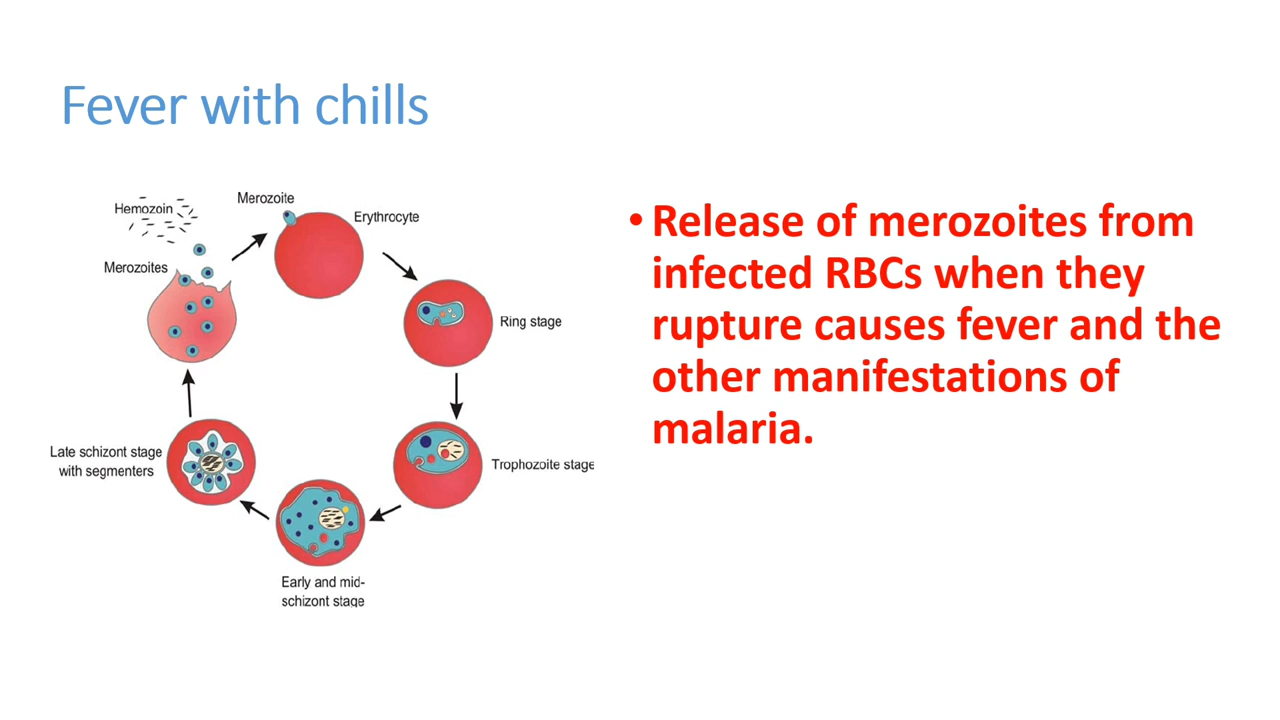 Fever with chills
Hemozoin
Merozoite
Erythrocyte
Merozoites
Ring stage
Late schizont stage
with segmenters
Trophozoite stage
Early and mid-
schizont stage
• Release of merozoites from
infected RBCs when they
rupture causes fever and the
other manifestations of
malaria.